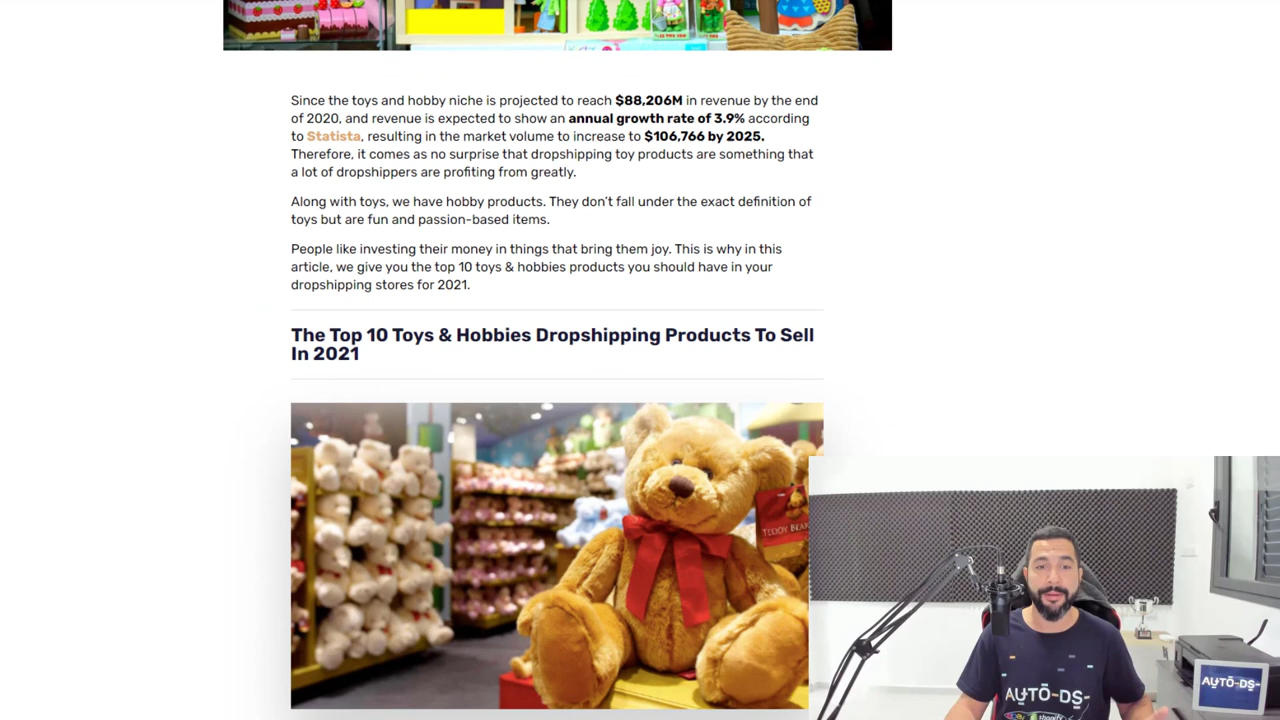 Since the toys and hobby niche is projected to reach $88,206M in revenue by the end
of 2020, and revenue is expected to show an annual growth rate of 3.9% according
to Statista, resulting in the market volume to increase to $106,766 by 2025.
Therefore, it comes as no surprise that dropshipping toy products are something that
a lot of dropshippers are profiting from greatly.
Along with toys, we have hobby products. They don’t fall under the exact definition of
toys but are fun and passion-based items.
People like investing their money in things that bring them joy. This is why in this
article, we give you the top 10 toys & hobbies products you should have in your
dropshipping stores for 2021.
The Top 10 Toys & Hobbies Dropshipping Products To Sell
In 2021
TEDDY BEAR
AUTO-DS-
shopify
AUTO-DS-